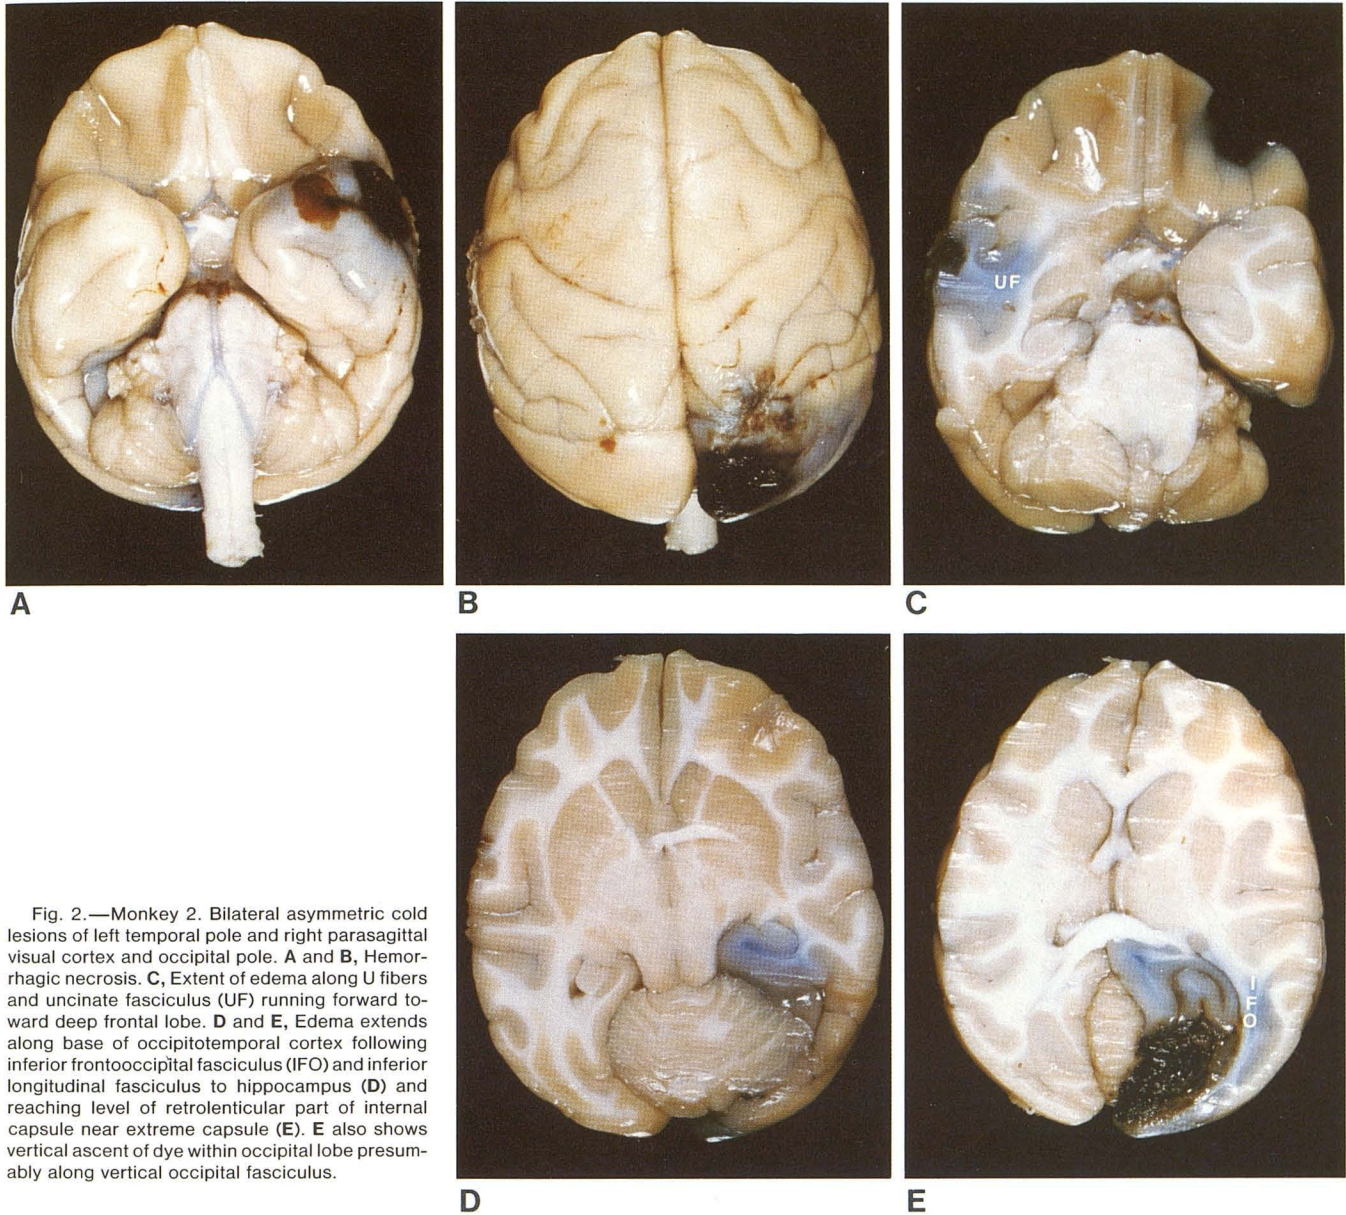 UF
A
B
C
I
F
O
Fig. 2.—Monkey 2. Bilateral asymmetric cold
lesions of left temporal pole and right parasagittal
visual cortex and occipital pole. A and B, Hemor-
rhagic necrosis. C, Extent of edema along U fibers
and uncinate fasciculus (UF) running forward to-
ward deep frontal lobe. D and E, Edema extends
along base of occipitotemporal cortex following
inferior frontooccipital fasciculus (IFO) and inferior
longitudinal fasciculus to hippocampus (D) and
reaching level of retrolenticular part of internal
capsule near extreme capsule (E). E also shows
vertical ascent of dye within occipital lobe presum-
ably along vertical occipital fasciculus.
D
E